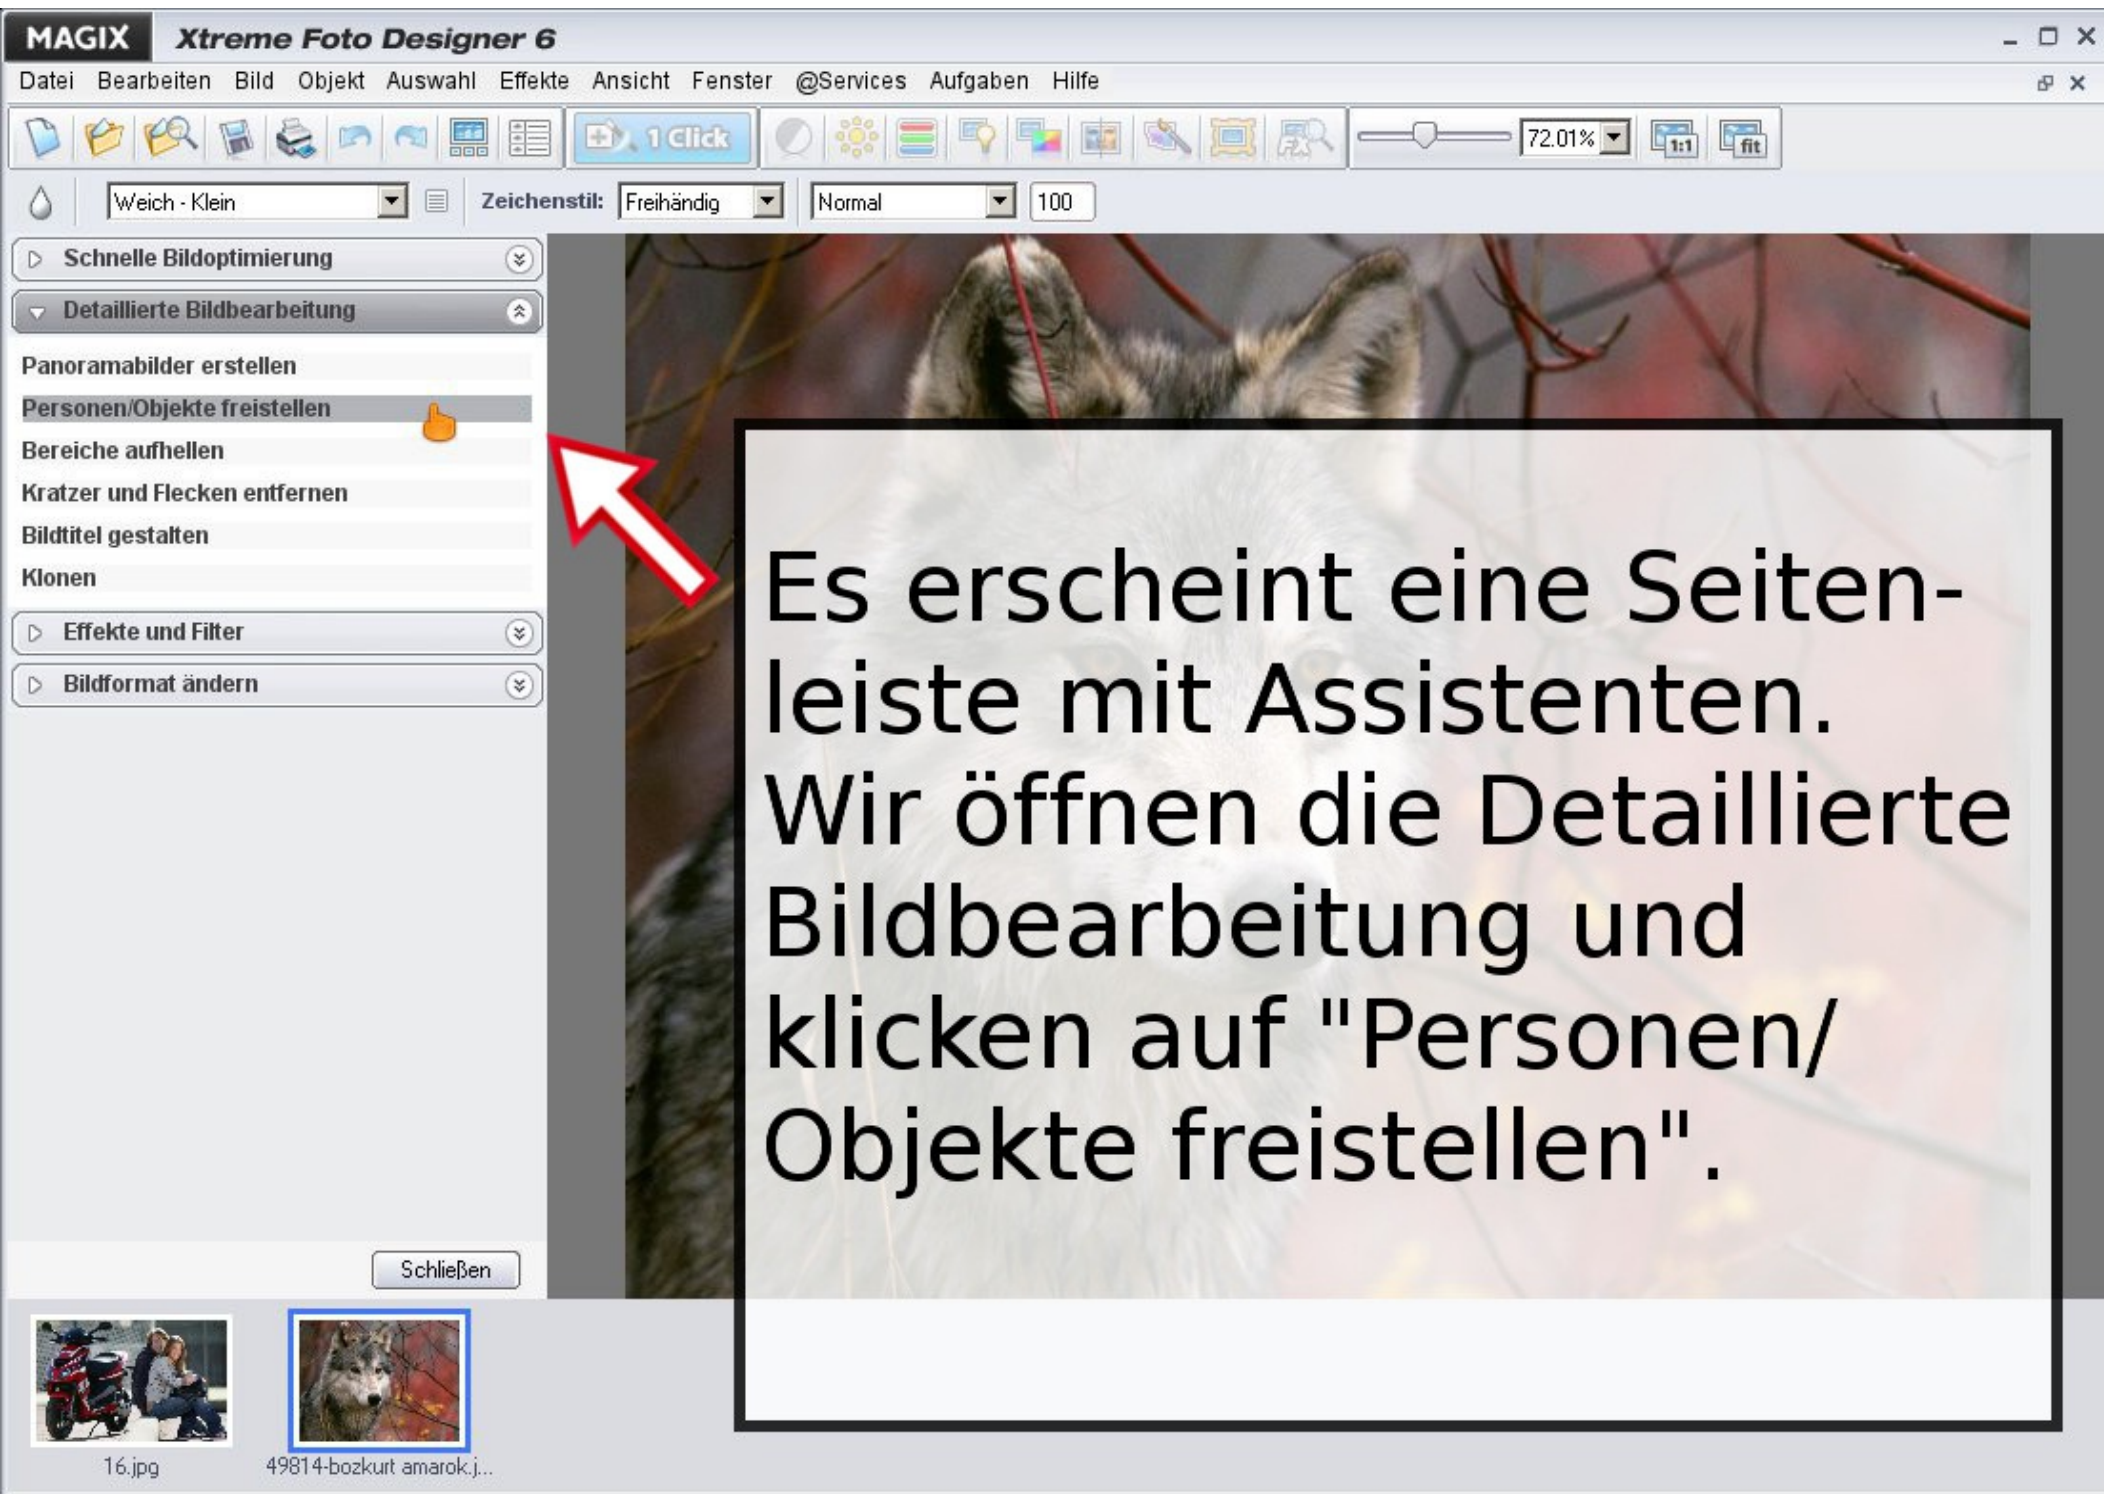 MAGIX Xtreme Foto Designer 6
Datei Bearbeiten Bild Objekt Auswahl Effekte Ansicht Fenster @Services Aufgaben Hilfe
1 Click 72.01% 1:1 fit
Weich - Klein Zeichenstil: Freihändig Normal 100
Schnelle Bildoptimierung
Detaillierte Bildbearbeitung
Panoramabilder erstellen
Personen/Objekte freistellen
Bereiche aufhellen
Kratzer und Flecken entfernen
Bildtitel gestalten
Klonen
Effekte und Filter
Bildformat ändern
Es erscheint eine Seiten-
leiste mit Assistenten.
Wir öffnen die Detaillierte
Bildbearbeitung und
klicken auf "Personen/
Objekte freistellen".
Schließen
16.jpg
49814-bozkurt amarok.j...